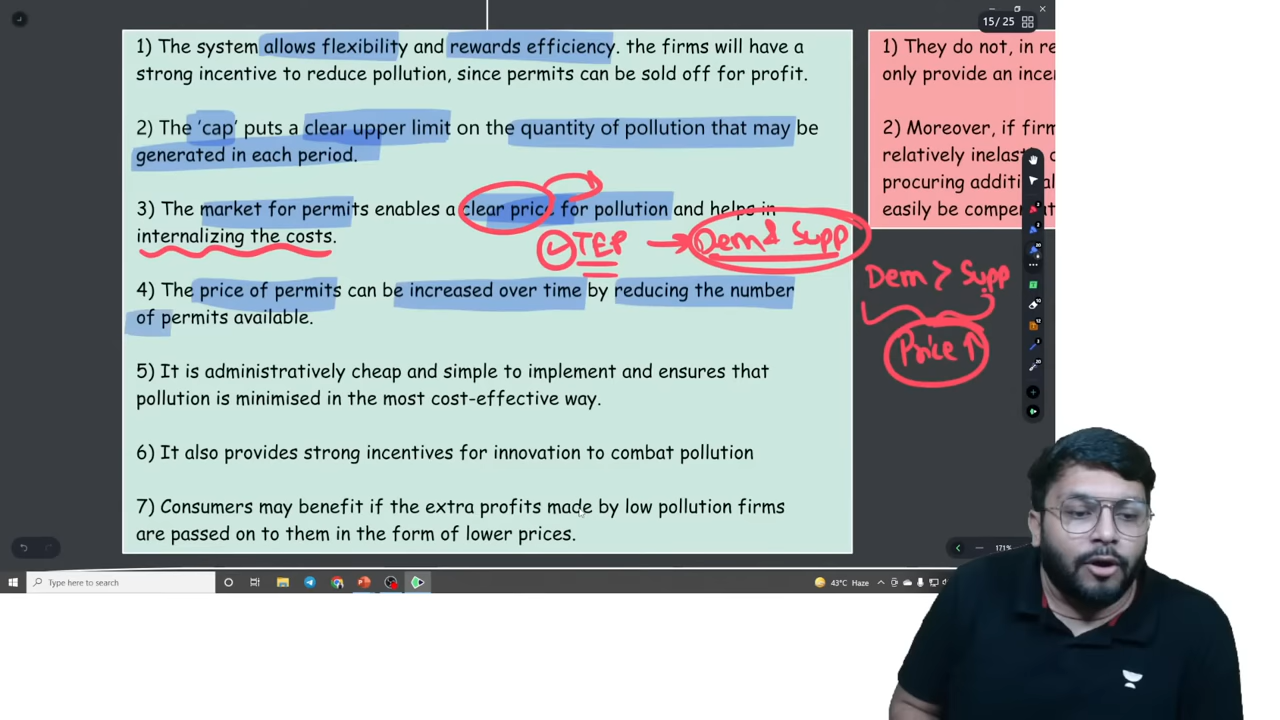 15/25
1) The system allows flexibility and rewards efficiency. the firms will have a
strong incentive to reduce pollution, since permits can be sold off for profit.
2) The 'cap' puts a clear upper limit on the quantity of pollution that may be
generated in each period.
3) The market for permits enables a clear price for pollution and helps in
internalizing the costs.
TEP → Dem & Supp
4) The price of permits can be increased over time by reducing the number
of permits available.
5) It is administratively cheap and simple to implement and ensures that
pollution is minimised in the most cost-effective way.
6) It also provides strong incentives for innovation to combat pollution
7) Consumers may benefit if the extra profits made by low pollution firms
are passed on to them in the form of lower prices.
1) They do not, in re
only provide an incen
2) Moreover, if firm
relatively inelast
procuring additi
easily be compen
Dem > Supp
Price ↑
171%
Type here to search
43°C Haze